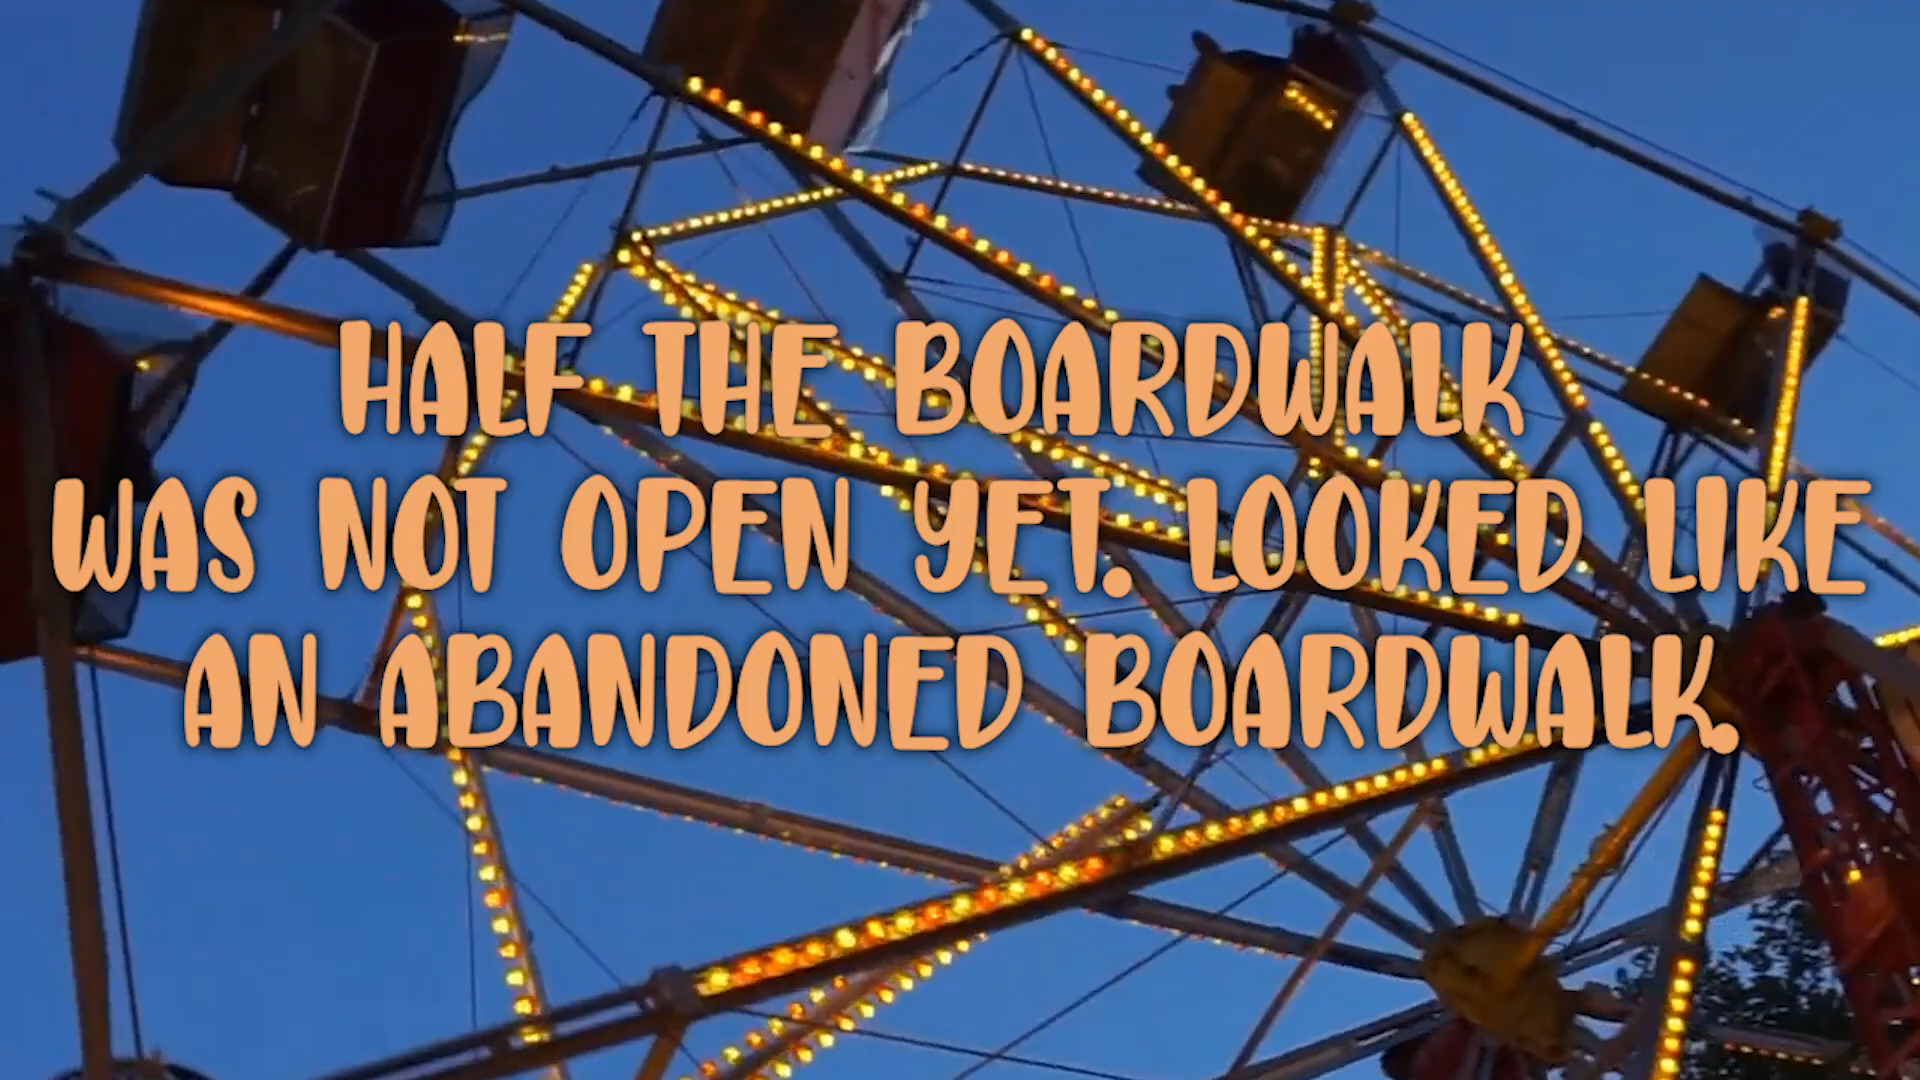 HALF THE BOARDWALK
WAS NOT OPEN YET. LOOKED LIKE
AN ABANDONED BOARDWALK.